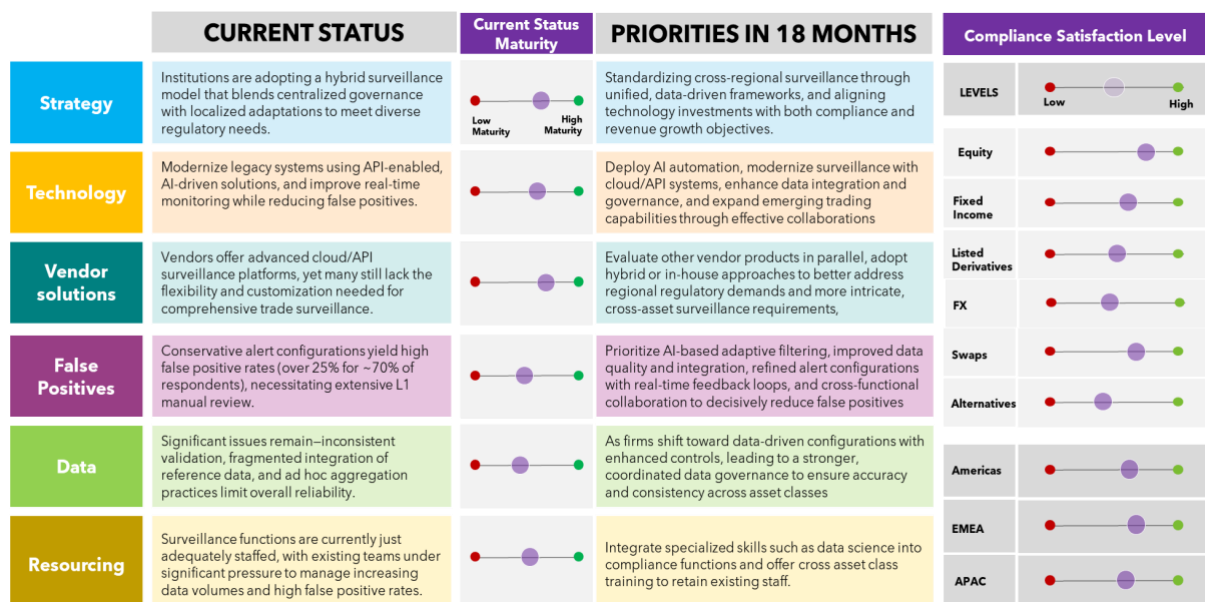 CURRENT STATUS
Current Status
Maturity
PRIORITIES IN 18 MONTHS
Compliance Satisfaction Level
Strategy
Institutions are adopting a hybrid surveillance
model that blends centralized governance
with localized adaptations to meet diverse
regulatory needs.
Low
Maturity
High
Maturity
Standardizing cross-regional surveillance through
unified, data-driven frameworks, and aligning
technology investments with both compliance and
revenue growth objectives.
LEVELS
Low
High
Technology
Modernize legacy systems using API-enabled,
AI-driven solutions, and improve real-time
monitoring while reducing false positives.
Deploy AI automation, modernize surveillance with
cloud/API systems, enhance data integration and
governance, and expand emerging trading
capabilities through effective collaborations
Equity
Fixed
Income
Vendor
solutions
Vendors offer advanced cloud/API
surveillance platforms, yet many still lack the
flexibility and customization needed for
comprehensive trade surveillance.
Evaluate other vendor products in parallel, adopt
hybrid or in-house approaches to better address
regional regulatory demands and more intricate,
cross-asset surveillance requirements,
Listed
Derivatives
FX
False
Positives
Conservative alert configurations yield high
false positive rates (over 25% for ~70% of
respondents), necessitating extensive L1
manual review.
Prioritize AI-based adaptive filtering, improved data
quality and integration, refined alert configurations
with real-time feedback loops, and cross-functional
collaboration to decisively reduce false positives
Swaps
Alternatives
Data
Significant issues remain—inconsistent
validation, fragmented integration of
reference data, and ad hoc aggregation
practices limit overall reliability.
As firms shift toward data-driven configurations with
enhanced controls, leading to a stronger,
coordinated data governance to ensure accuracy
and consistency across asset classes
Americas
EMEA
Resourcing
Surveillance functions are currently just
adequately staffed, with existing teams under
significant pressure to manage increasing
data volumes and high false positive rates.
Integrate specialized skills such as data science into
compliance functions and offer cross asset class
training to retain existing staff.
APAC